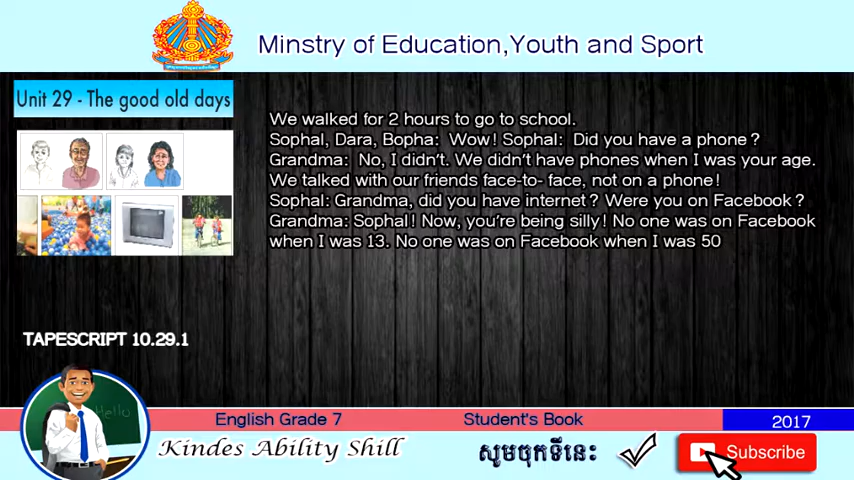 Minstry of Education,Youth and Sport
Unit 29 - The good old days
We walked for 2 hours to go to school.
Sophal, Dara, Bopha: Wow! Sophal: Did you have a phone?
Grandma: No, I didn't. We didn't have phones when I was your age.
We talked with our friends face-to- face, not on a phone!
Sophal: Grandma, did you have internet? Were you on Facebook?
Grandma: Sophal! Now, you're being silly! No one was on Facebook
when I was 13. No one was on Facebook when I was 50
TAPESCRIPT 10.29.1
Hello
English Grade 7
Student's Book
2017
Kindes Ability Shill
សូមចុកទីនេះ
Subscribe